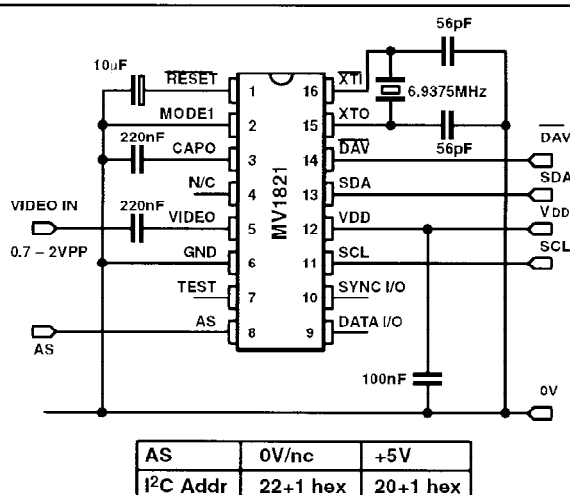 56pF
10µF
RESET
XTI
1
16
6.9375MHz
MODE1
XTO
2
15
220nF
CAPO
DAV
56pF
DAV
3
14
N/C
SDA
SDA
4
13
VIDEO IN
220nF
VIDEO
VDD
VDD
5
12
0.7 – 2VPP
GND
SCL
SCL
6
11
TEST
SYNC I/O
7
10
AS
DATA I/O
8
9
AS
MV1821
100nF
0V
AS 0V/nc +5V
I²C Addr 22+1 hex 20+1 hex